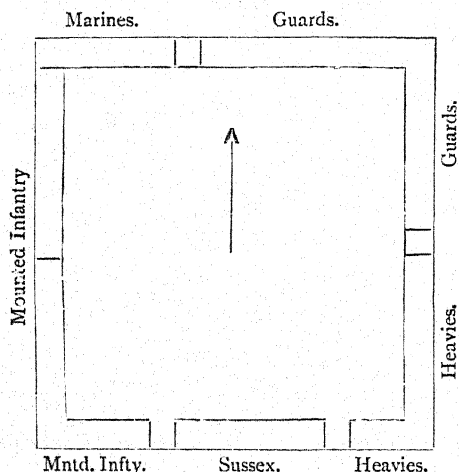 Marines. Guards.
Mounted Infantry
Guards.
Heavies.
Mntd. Infty. Sussex. Heavies.